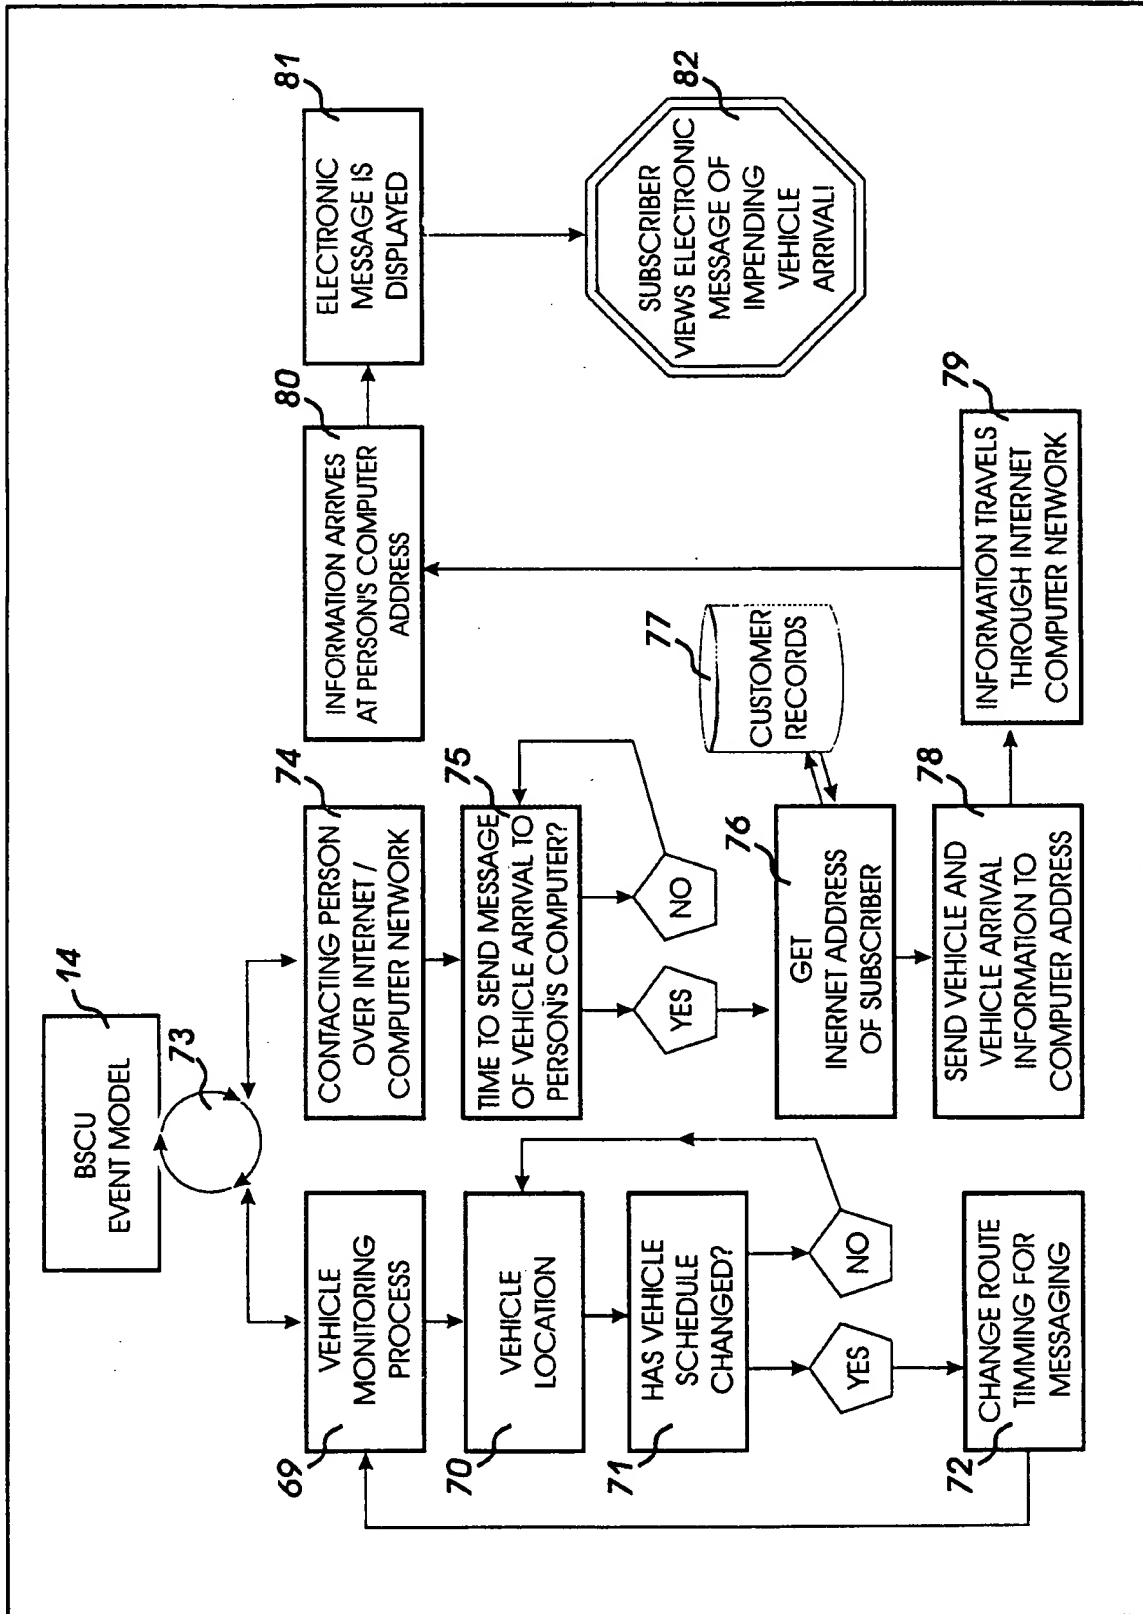 14
BSCU
EVENT MODEL
73
69
VEHICLE
MONITORING
PROCESS
70
VEHICLE
LOCATION
71
HAS VEHICLE
SCHEDULE
CHANGED?
YES
NO
72
CHANGE ROUTE
TIMMING FOR
MESSAGING
74
CONTACTING PERSON
OVER INTERNET /
COMPUTER NETWORK
75
TIME TO SEND MESSAGE
OF VEHICLE ARRIVAL TO
PERSON'S COMPUTER?
YES
NO
76
GET
INERNET ADDRESS
OF SUBSCRIBER
77
CUSTOMER
RECORDS
78
SEND VEHICLE AND
VEHICLE ARRIVAL
INFORMATION TO
COMPUTER ADDRESS
79
INFORMATION TRAVELS
THROUGH INTERNET
COMPUTER NETWORK
80
INFORMATION ARRIVES
AT PERSON'S COMPUTER
ADDRESS
81
ELECTRONIC
MESSAGE IS
DISPLAYED
82
SUBSCRIBER
VIEWS ELECTRONIC
MESSAGE OF
IMPENDING
VEHICLE
ARRIVAL!